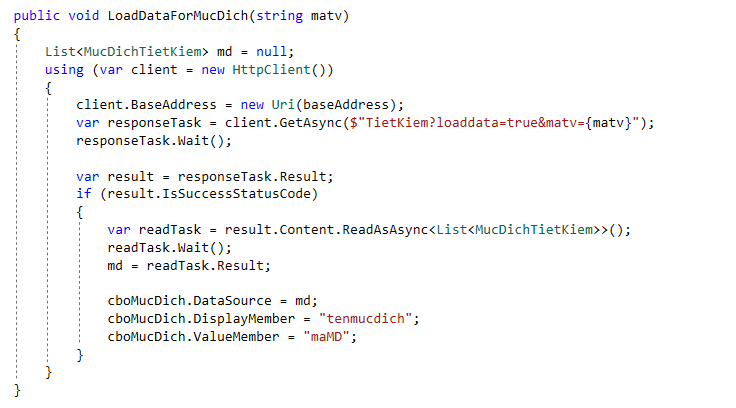 public void LoadDataForMucDich(string matv)
{
    List<MucDichTietKiem> md = null;
    using (var client = new HttpClient())
    {
        client.BaseAddress = new Uri(baseAddress);
        var responseTask = client.GetAsync($"TietKiem?loaddata=true&matv={matv}");
        responseTask.Wait();

        var result = responseTask.Result;
        if (result.IsSuccessStatusCode)
        {
            var readTask = result.Content.ReadAsAsync<List<MucDichTietKiem>>();
            readTask.Wait();
            md = readTask.Result;

            cboMucDich.DataSource = md;
            cboMucDich.DisplayMember = "tenmucdich";
            cboMucDich.ValueMember = "maMD";
        }
    }
}